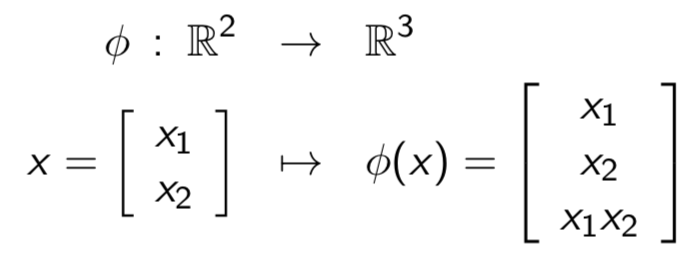 ϕ : ℝ² → ℝ³
x = [ x₁ x₂ ] ↦ ϕ(x) = [ x₁ x₂ x₁x₂ ]